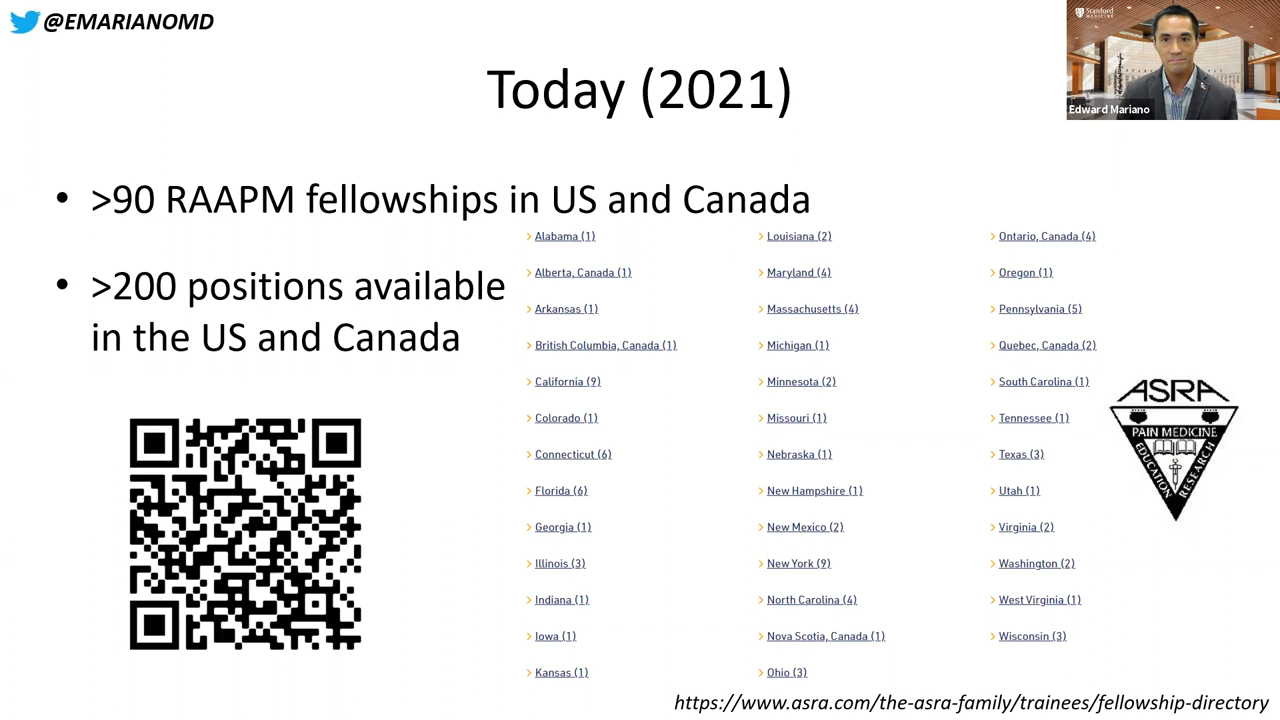 @EMARIANOMD
Stanford
MEDICINE
Edward Mariano
Today (2021)
• >90 RAAPM fellowships in US and Canada
• >200 positions available
in the US and Canada
Alabama (1)
Alberta, Canada (1)
Arkansas (1)
British Columbia, Canada (1)
California (9)
Colorado (1)
Connecticut (6)
Florida (6)
Georgia (1)
Illinois (3)
Indiana (1)
Iowa (1)
Kansas (1)
Louisiana (2)
Maryland (4)
Massachusetts (4)
Michigan (1)
Minnesota (2)
Missouri (1)
Nebraska (1)
New Hampshire (1)
New Mexico (2)
New York (9)
North Carolina (4)
Nova Scotia, Canada (1)
Ohio (3)
Ontario, Canada (4)
Oregon (1)
Pennsylvania (5)
Quebec, Canada (2)
South Carolina (1)
Tennessee (1)
Texas (3)
Utah (1)
Virginia (2)
Washington (2)
West Virginia (1)
Wisconsin (3)
ASRA
PAIN MEDICINE
EDUCATION
RESEARCH
https://www.asra.com/the-asra-family/trainees/fellowship-directory